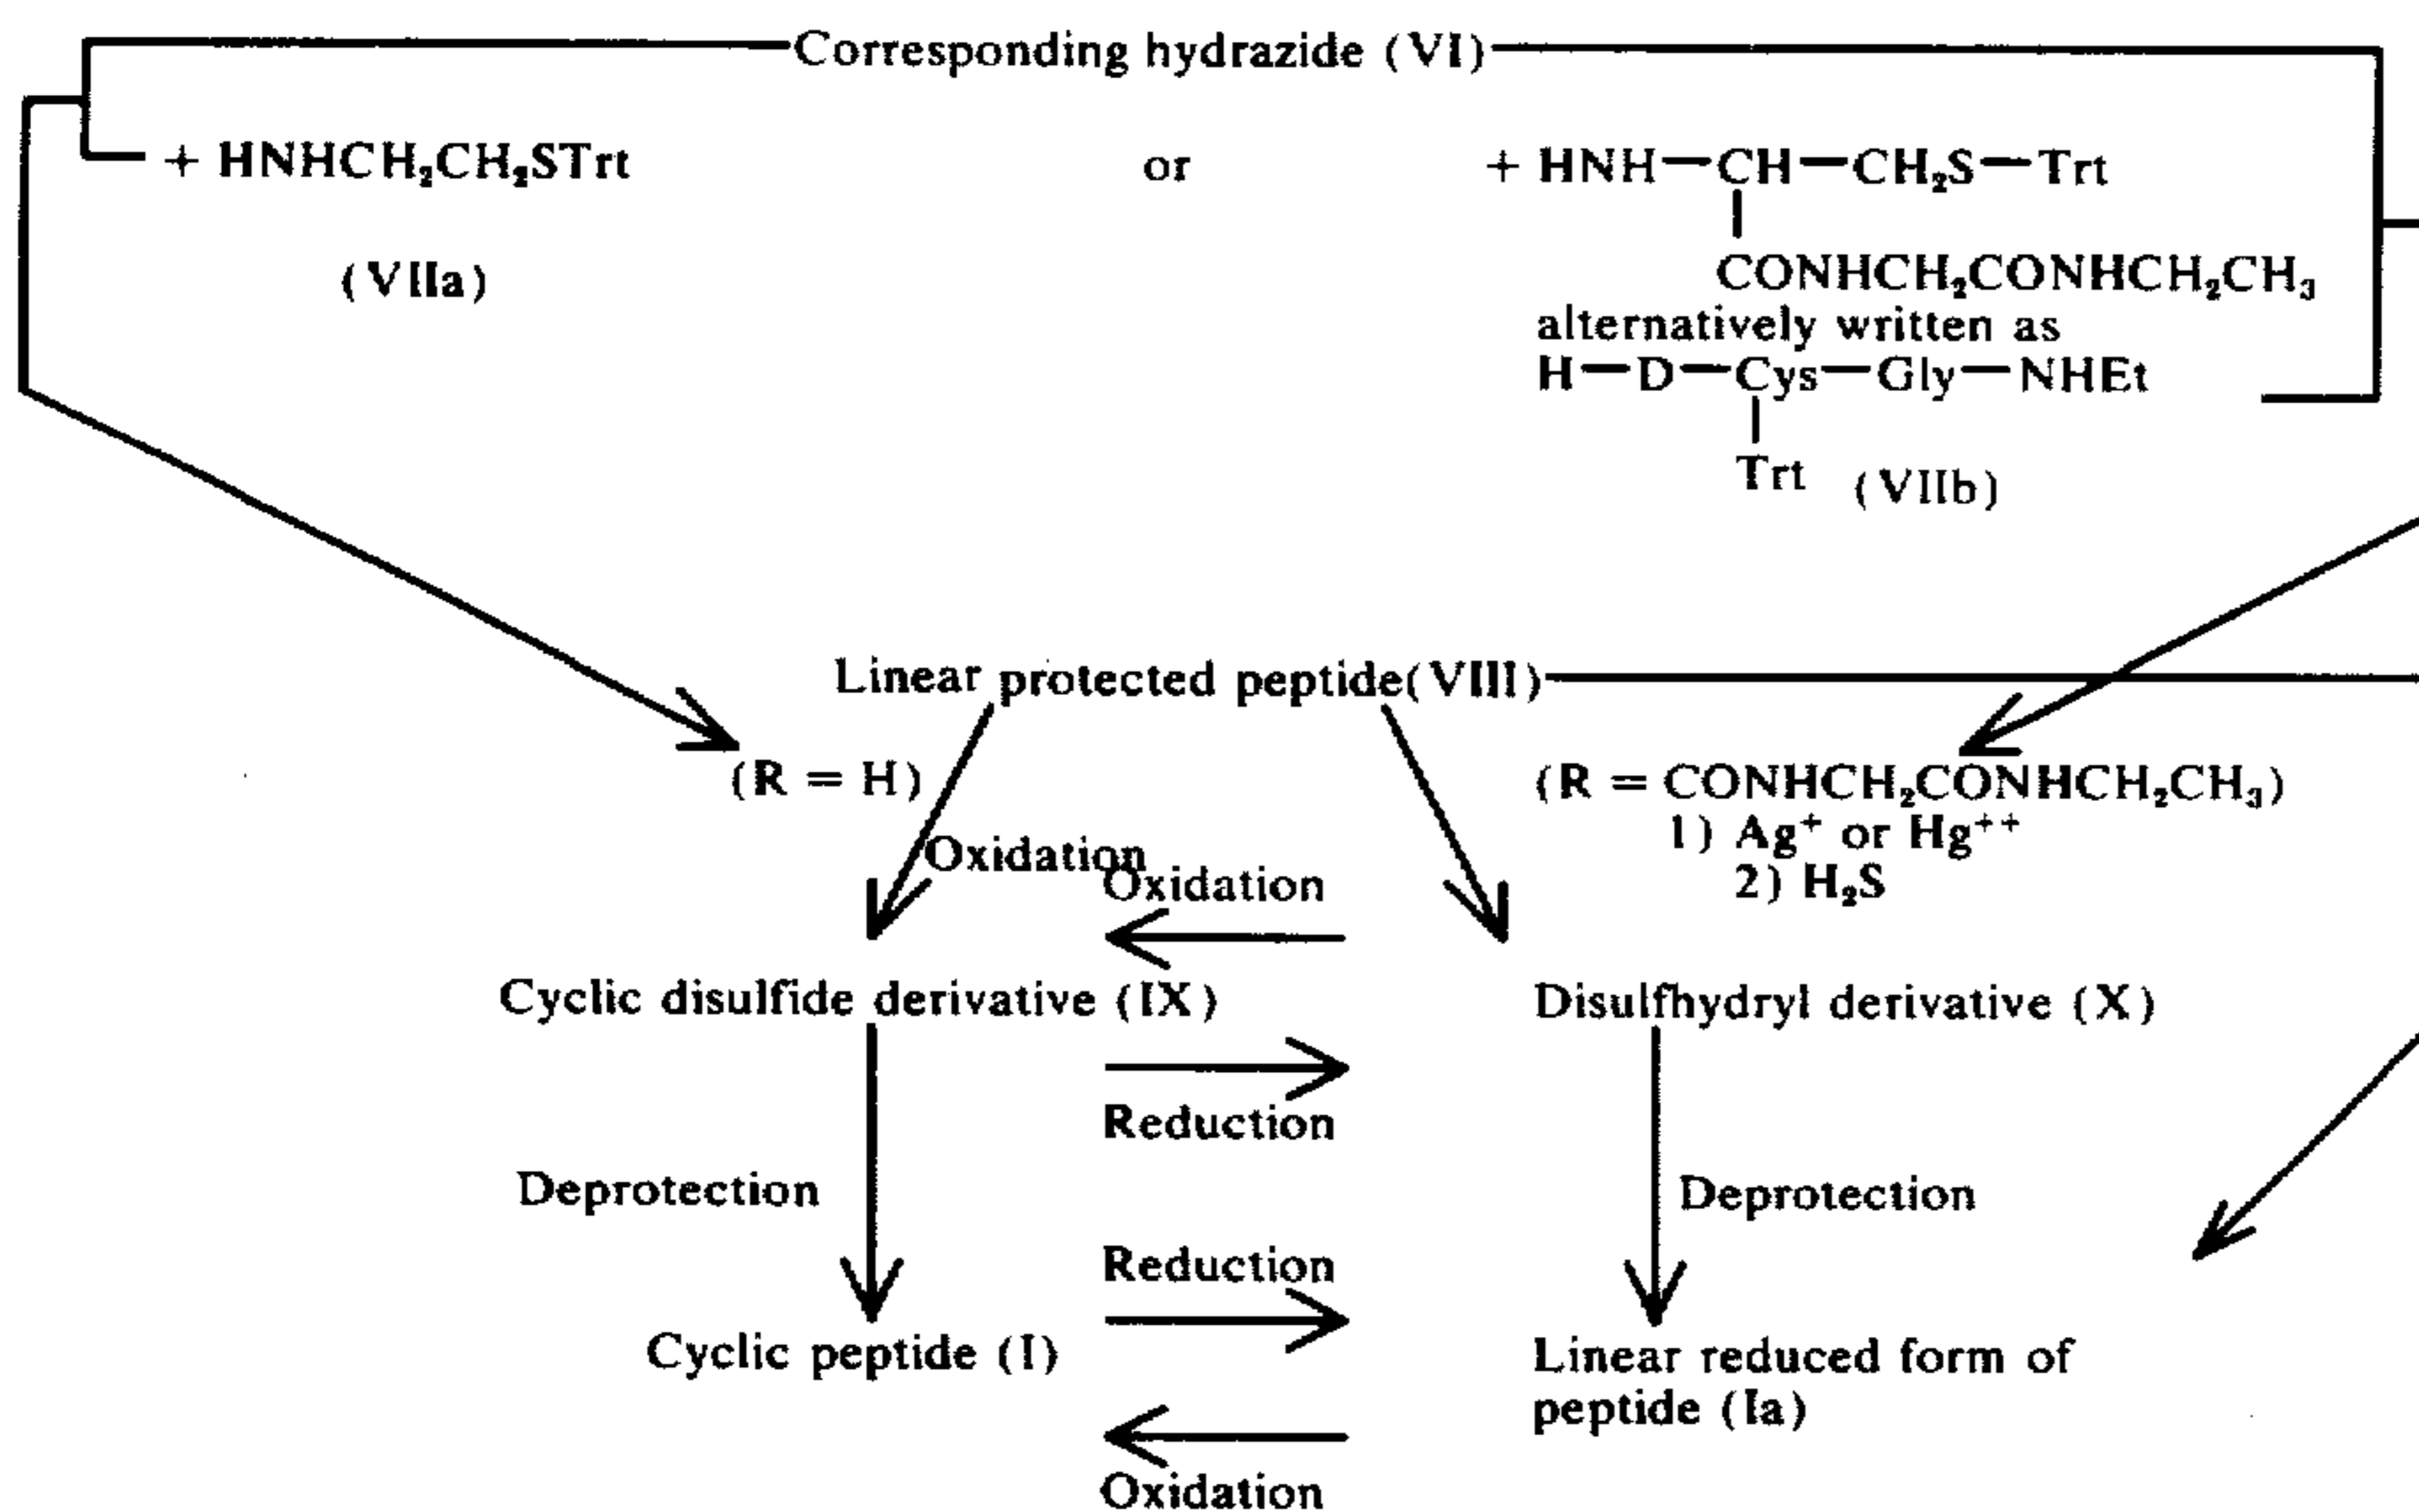 Corresponding hydrazide (VI)
+ HNHCH₂CH₂STrt or + HNH—CH—CH₂S—Trt
(VIIa)
CONHCH₂CONHCH₂CH₃
alternatively written as
H—D—Cys—Gly—NHEt
Trt (VIIb)
Linear protected peptide(VIII)
(R = H) (R = CONHCH₂CONHCH₂CH₃)
1) Ag⁺ or Hg⁺⁺
Oxidation
Oxidation
2) H₂S
Cyclic disulfide derivative (IX) Disulfhydryl derivative (X)
Reduction
Deprotection Deprotection
Reduction
Cyclic peptide (I) Linear reduced form of
peptide (Ia)
Oxidation